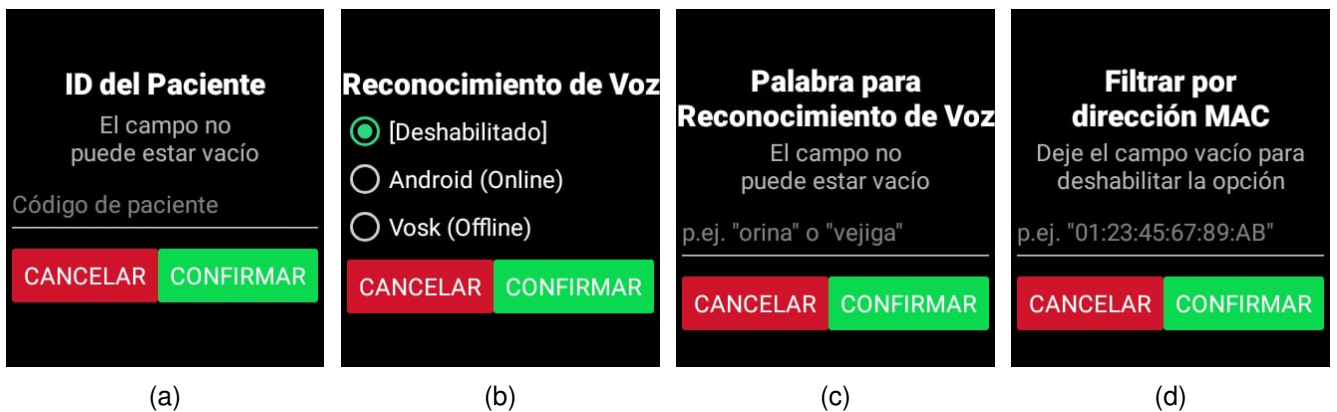 ID del Paciente
El campo no
puede estar vacío
Código de paciente
CANCELAR CONFIRMAR
(a)
Reconocimiento de Voz
[Deshabilitado]
Android (Online)
Vosk (Offline)
CANCELAR CONFIRMAR
(b)
Palabra para
Reconocimiento de Voz
El campo no
puede estar vacío
p.ej. "orina" o "vejiga"
CANCELAR CONFIRMAR
(c)
Filtrar por
dirección MAC
Deje el campo vacío para
deshabilitar la opción
p.ej. "01:23:45:67:89:AB"
CANCELAR CONFIRMAR
(d)